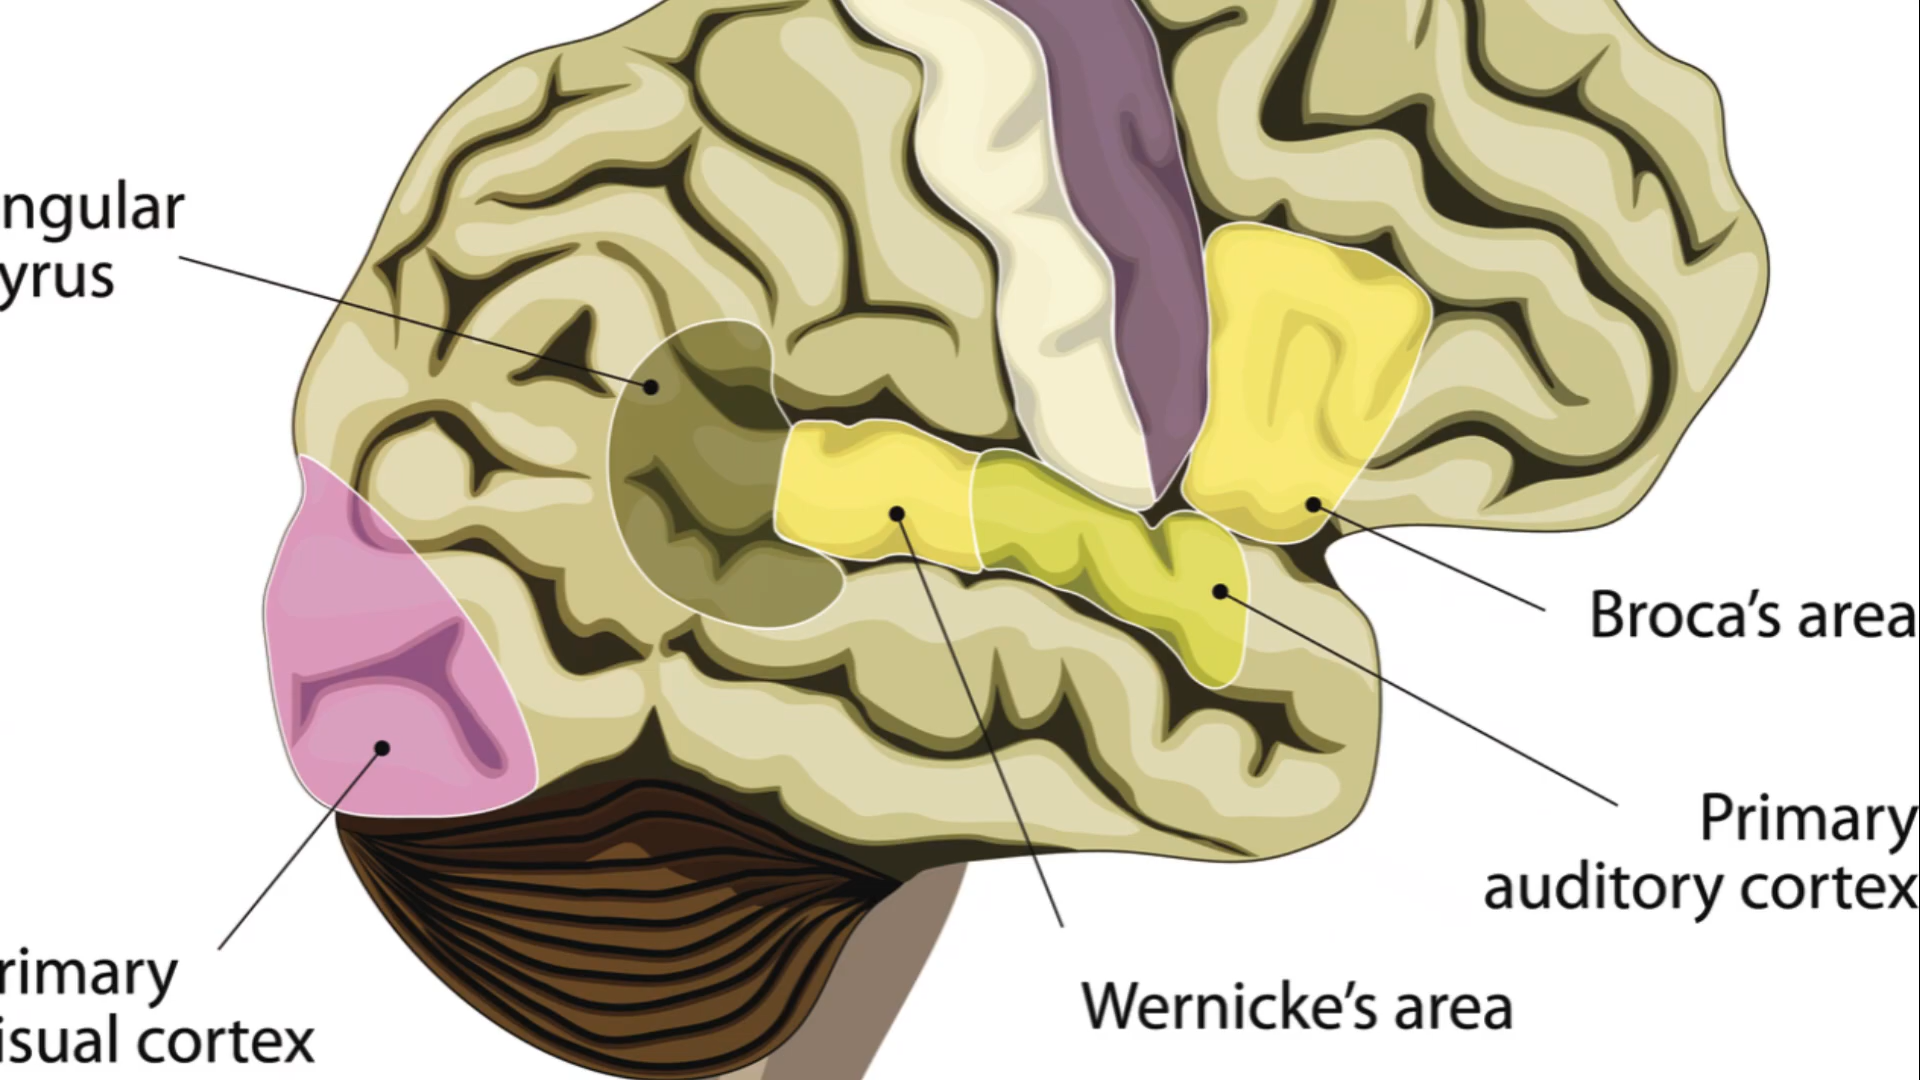 ngular
yrus
Broca’s area
Primary
auditory cortex
Wernicke’s area
rimary
isual cortex